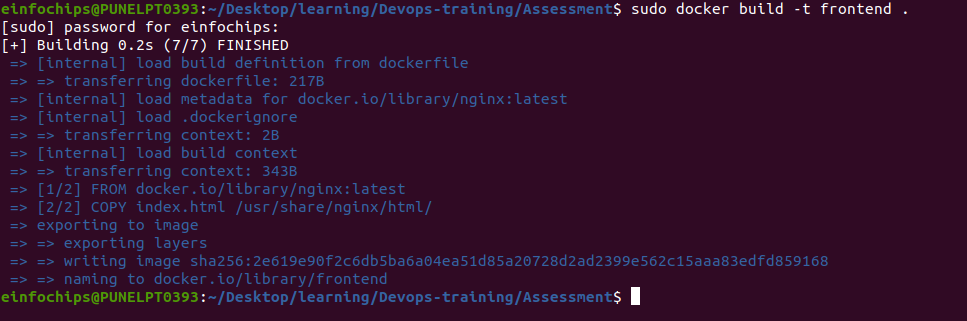 einfochips@PUNELPT0393:~/Desktop/learning/Devops-training/Assessment$ sudo docker build -t frontend .
[sudo] password for einfochips:
[+] Building 0.2s (7/7) FINISHED
=> [internal] load build definition from dockerfile
=> => transferring dockerfile: 217B
=> [internal] load metadata for docker.io/library/nginx:latest
=> [internal] load .dockerignore
=> => transferring context: 2B
=> [internal] load build context
=> => transferring context: 343B
=> [1/2] FROM docker.io/library/nginx:latest
=> [2/2] COPY index.html /usr/share/nginx/html/
=> exporting to image
=> => exporting layers
=> => writing image sha256:2e619e90f2c6db5ba6a04ea51d85a20728d2ad2399e562c15aaa83edfd859168
=> => naming to docker.io/library/frontend
einfochips@PUNELPT0393:~/Desktop/learning/Devops-training/Assessment$